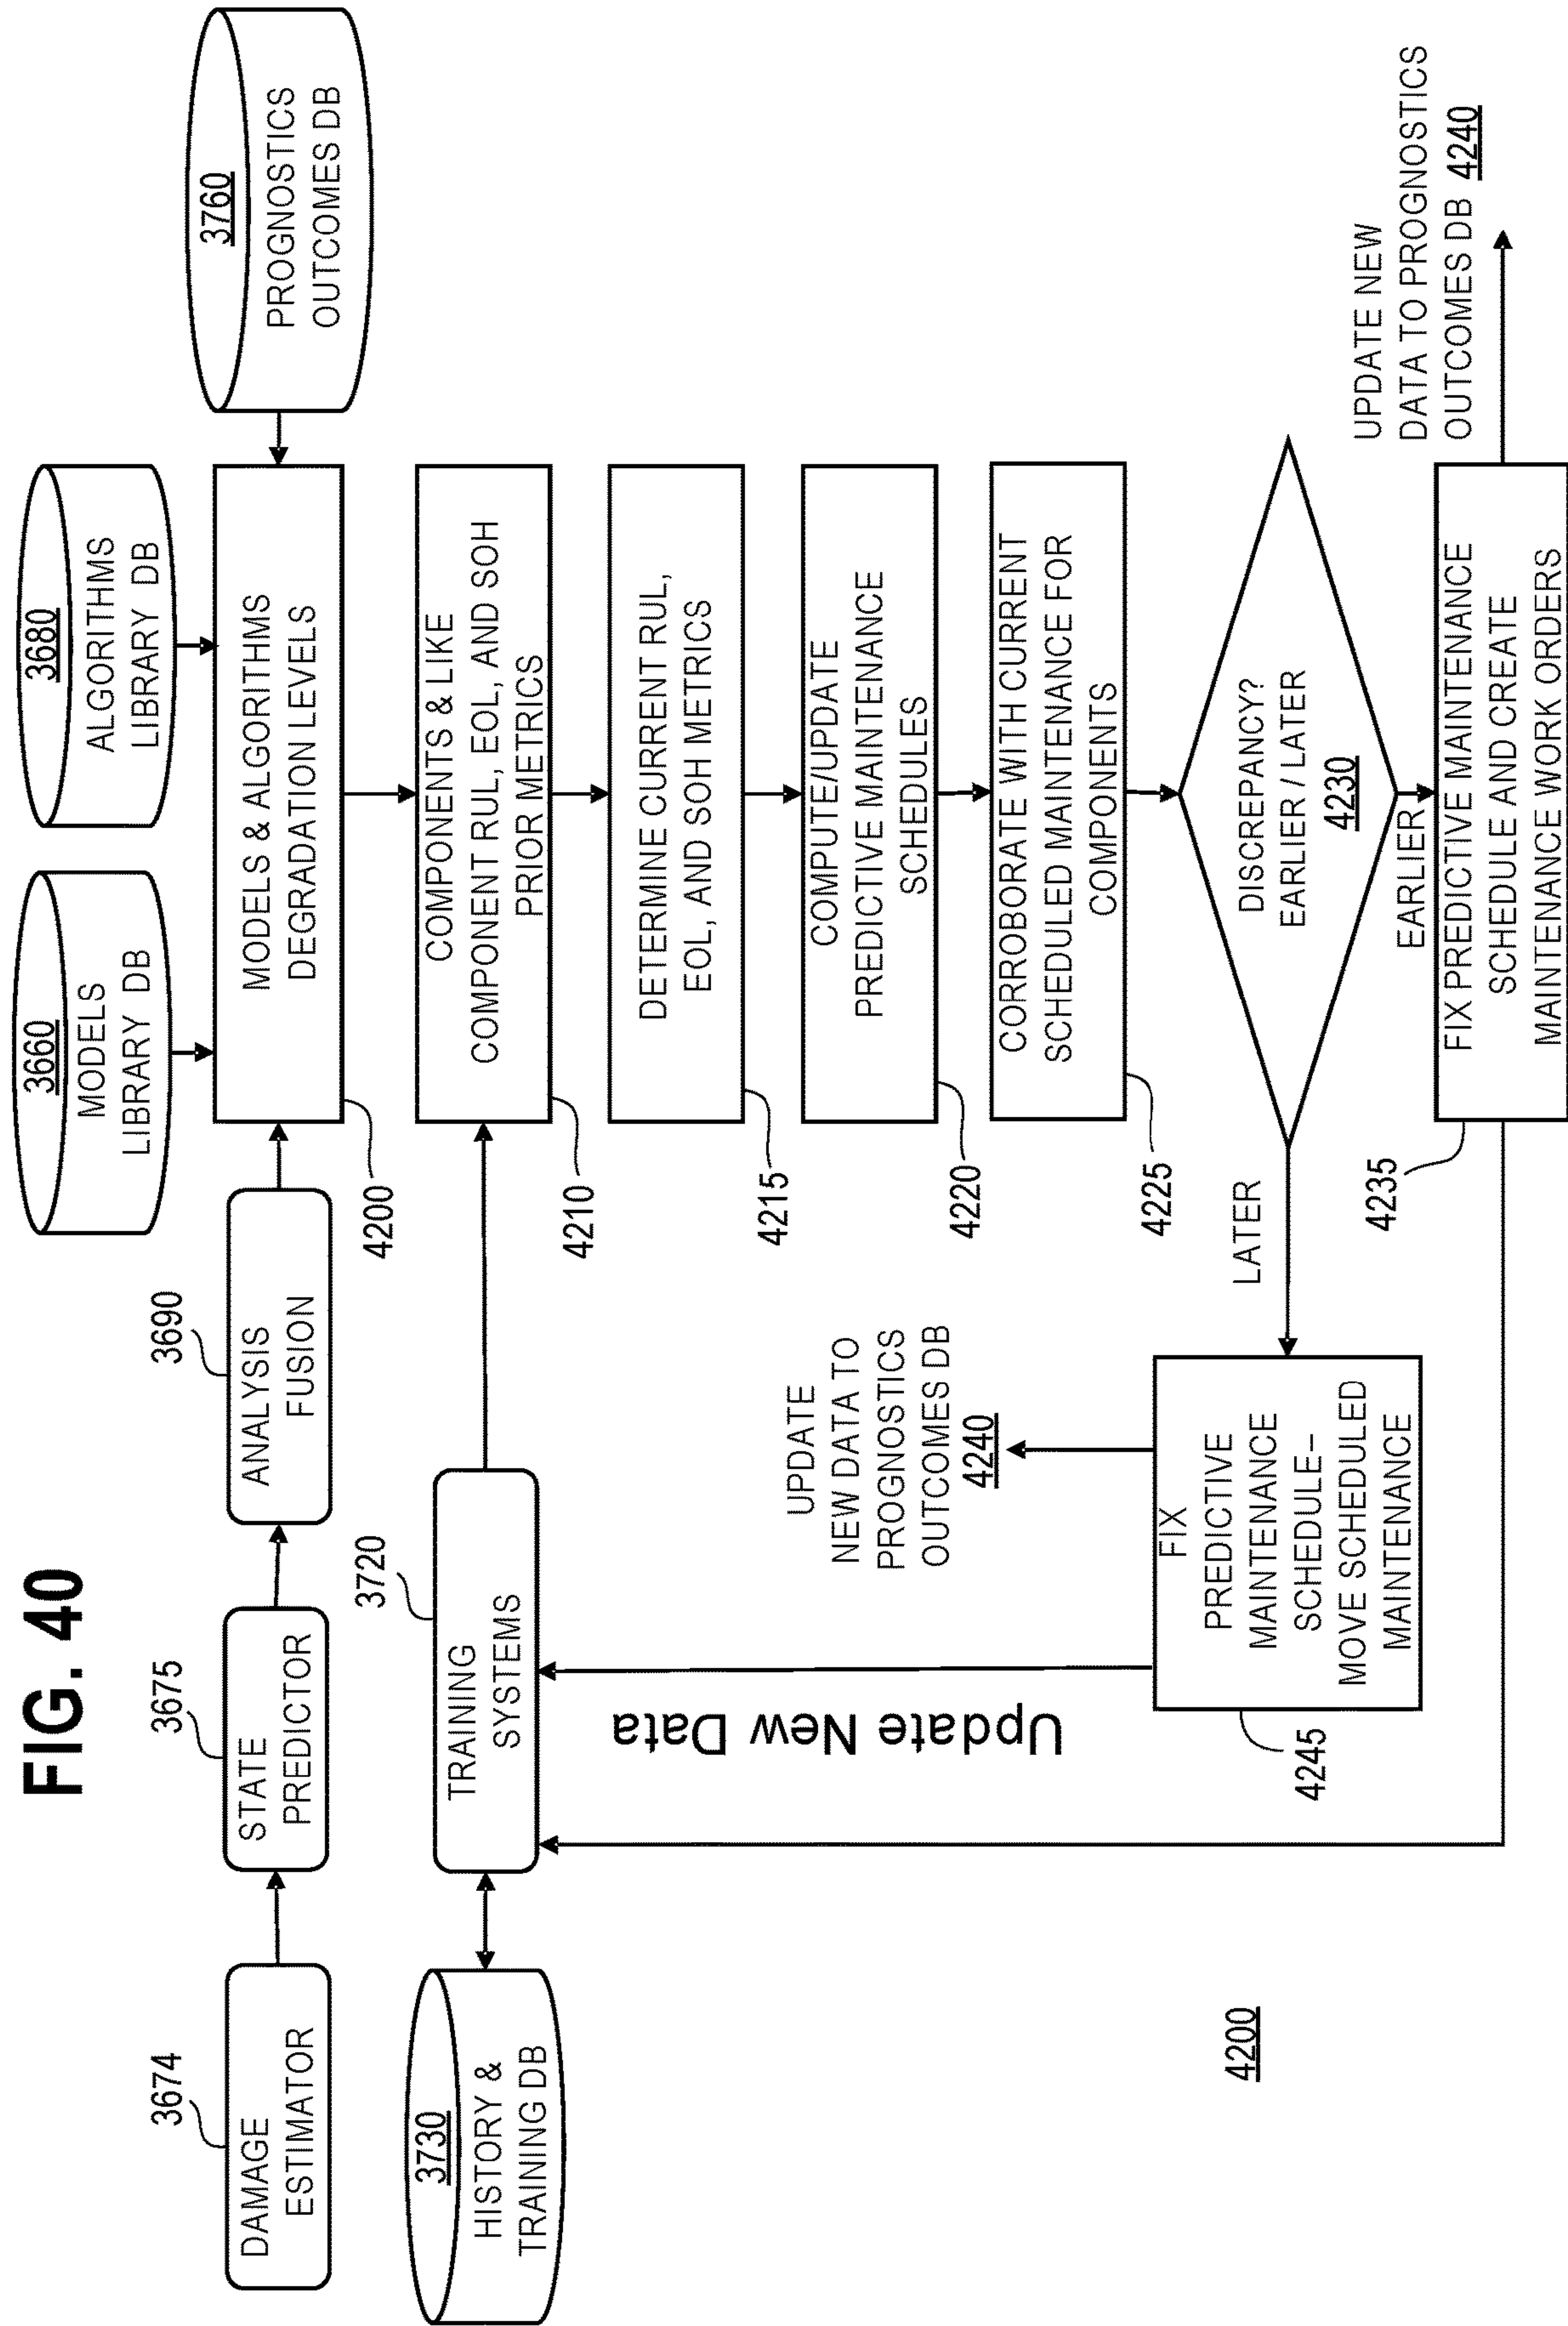 FIG. 40
3674
DAMAGE
ESTIMATOR
3675
STATE
PREDICTOR
3690
ANALYSIS
FUSION
3660
MODELS
LIBRARY DB
3680
ALGORITHMS
LIBRARY DB
3760
PROGNOSTICS
OUTCOMES DB
MODELS & ALGORITHMS
DEGRADATION LEVELS
4200
3730
HISTORY &
TRAINING DB
3720
TRAINING
SYSTEMS
COMPONENTS & LIKE
COMPONENT RUL, EOL, AND SOH
PRIOR METRICS
4210
DETERMINE CURRENT RUL,
EOL, AND SOH METRICS
4215
COMPUTE/UPDATE
PREDICTIVE MAINTENANCE
SCHEDULES
4220
CORROBORATE WITH CURRENT
SCHEDULED MAINTENANCE FOR
COMPONENTS
4225
DISCREPANCY?
EARLIER / LATER
4230
LATER
EARLIER
Update New Data
UPDATE
NEW DATA TO
PROGNOSTICS
OUTCOMES DB
4240
FIX
PREDICTIVE
MAINTENANCE
SCHEDULE–
MOVE SCHEDULED
MAINTENANCE
4245
FIX PREDICTIVE MAINTENANCE
SCHEDULE AND CREATE
MAINTENANCE WORK ORDERS
4235
UPDATE NEW
DATA TO PROGNOSTICS
OUTCOMES DB 4240
4200